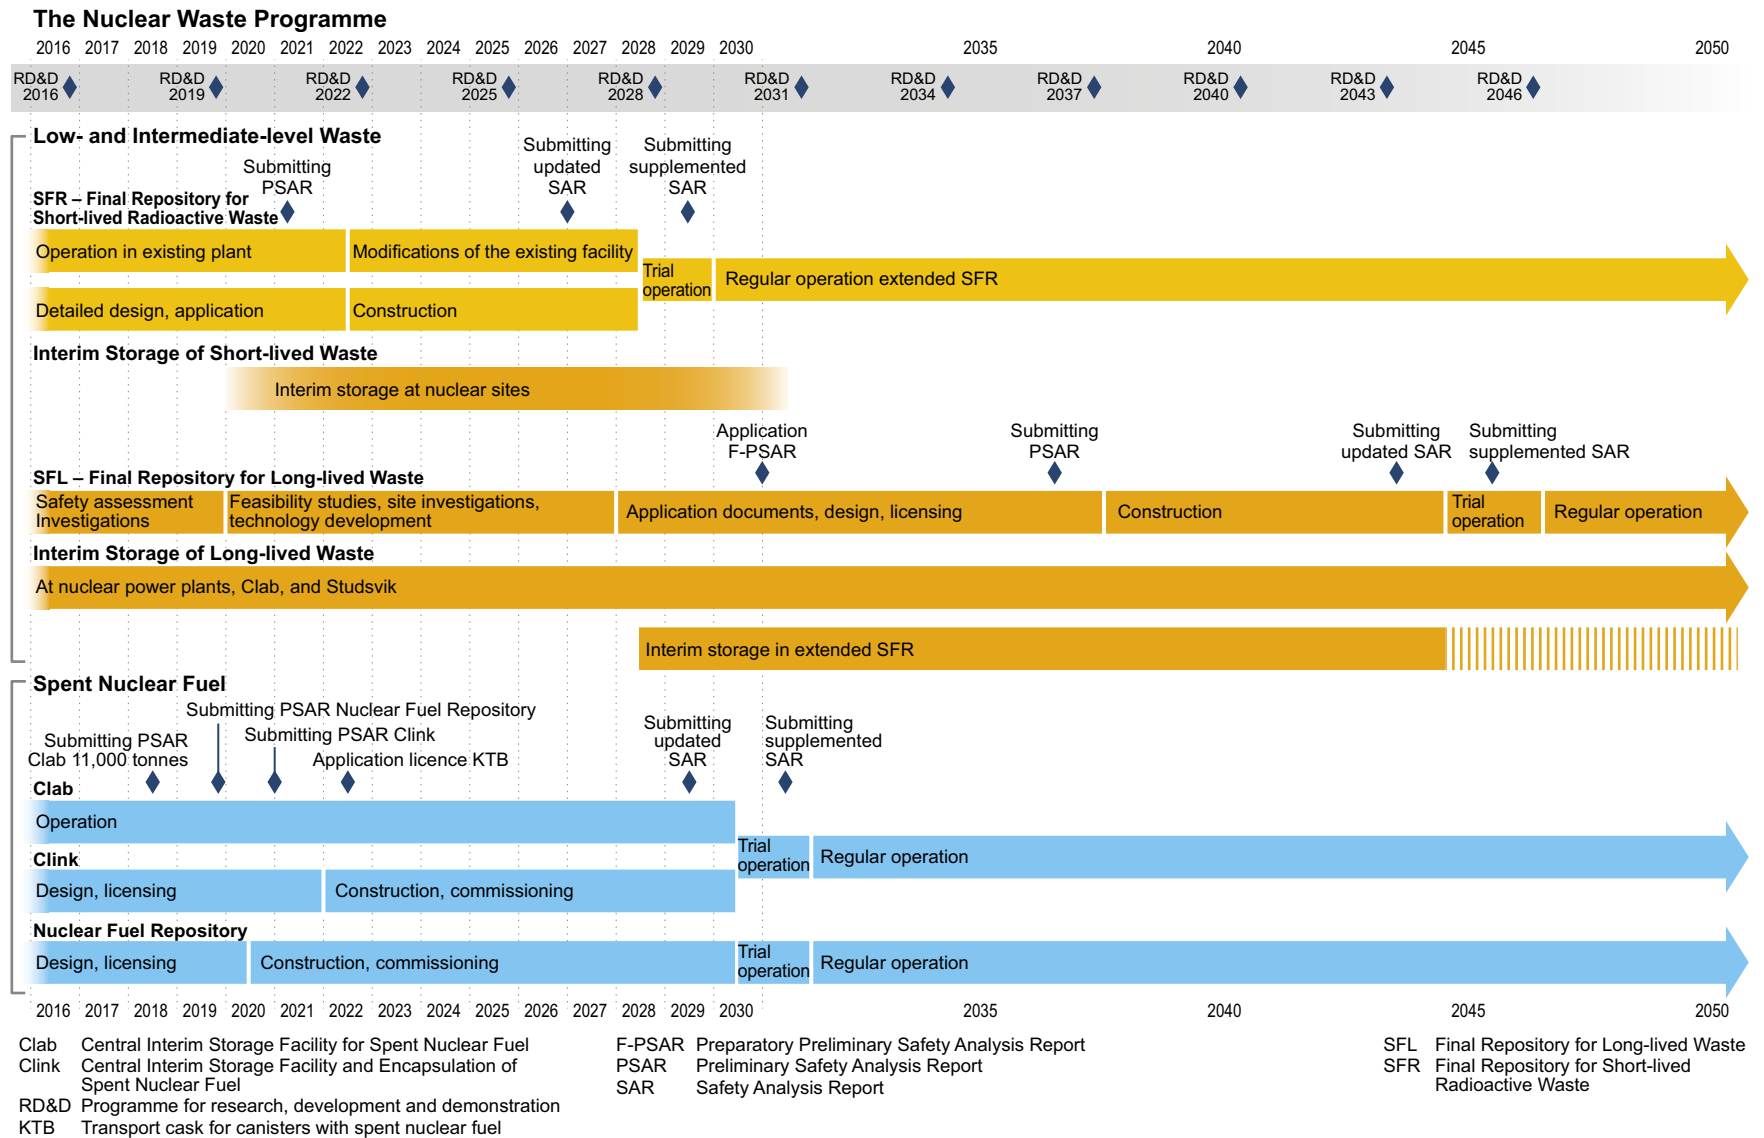 The Nuclear Waste Programme
2016 2017 2018 2019 2020 2021 2022 2023 2024 2025 2026 2027 2028 2029 2030 2035 2040 2045 2050
RD&D 2016
RD&D 2019
RD&D 2022
RD&D 2025
RD&D 2028
RD&D 2031
RD&D 2034
RD&D 2037
RD&D 2040
RD&D 2043
RD&D 2046
Low- and Intermediate-level Waste
Submitting
PSAR
Submitting
updated
SAR
Submitting
supplemented
SAR
SFR – Final Repository for
Short-lived Radioactive Waste
Operation in existing plant
Modifications of the existing facility
Trial
operation
Regular operation extended SFR
Detailed design, application
Construction
Interim Storage of Short-lived Waste
Interim storage at nuclear sites
Application
F-PSAR
Submitting
PSAR
Submitting
updated SAR
Submitting
supplemented SAR
SFL – Final Repository for Long-lived Waste
Safety assessment
Investigations
Feasibility studies, site investigations,
technology development
Application documents, design, licensing
Construction
Trial
operation
Regular operation
Interim Storage of Long-lived Waste
At nuclear power plants, Clab, and Studsvik
Interim storage in extended SFR
Spent Nuclear Fuel
Submitting PSAR Nuclear Fuel Repository
Submitting PSAR Clink
Submitting PSAR
Clab 11,000 tonnes
Application licence KTB
Submitting
updated
SAR
Submitting
supplemented
SAR
Clab
Operation
Clink
Trial
operation
Regular operation
Design, licensing
Construction, commissioning
Nuclear Fuel Repository
Design, licensing
Construction, commissioning
Trial
operation
Regular operation
2016 2017 2018 2019 2020 2021 2022 2023 2024 2025 2026 2027 2028 2029 2030 2035 2040 2045 2050
Clab Central Interim Storage Facility for Spent Nuclear Fuel
Clink Central Interim Storage Facility and Encapsulation of
Spent Nuclear Fuel
RD&D Programme for research, development and demonstration
KTB Transport cask for canisters with spent nuclear fuel
F-PSAR Preparatory Preliminary Safety Analysis Report
PSAR Preliminary Safety Analysis Report
SAR Safety Analysis Report
SFL Final Repository for Long-lived Waste
SFR Final Repository for Short-lived
Radioactive Waste